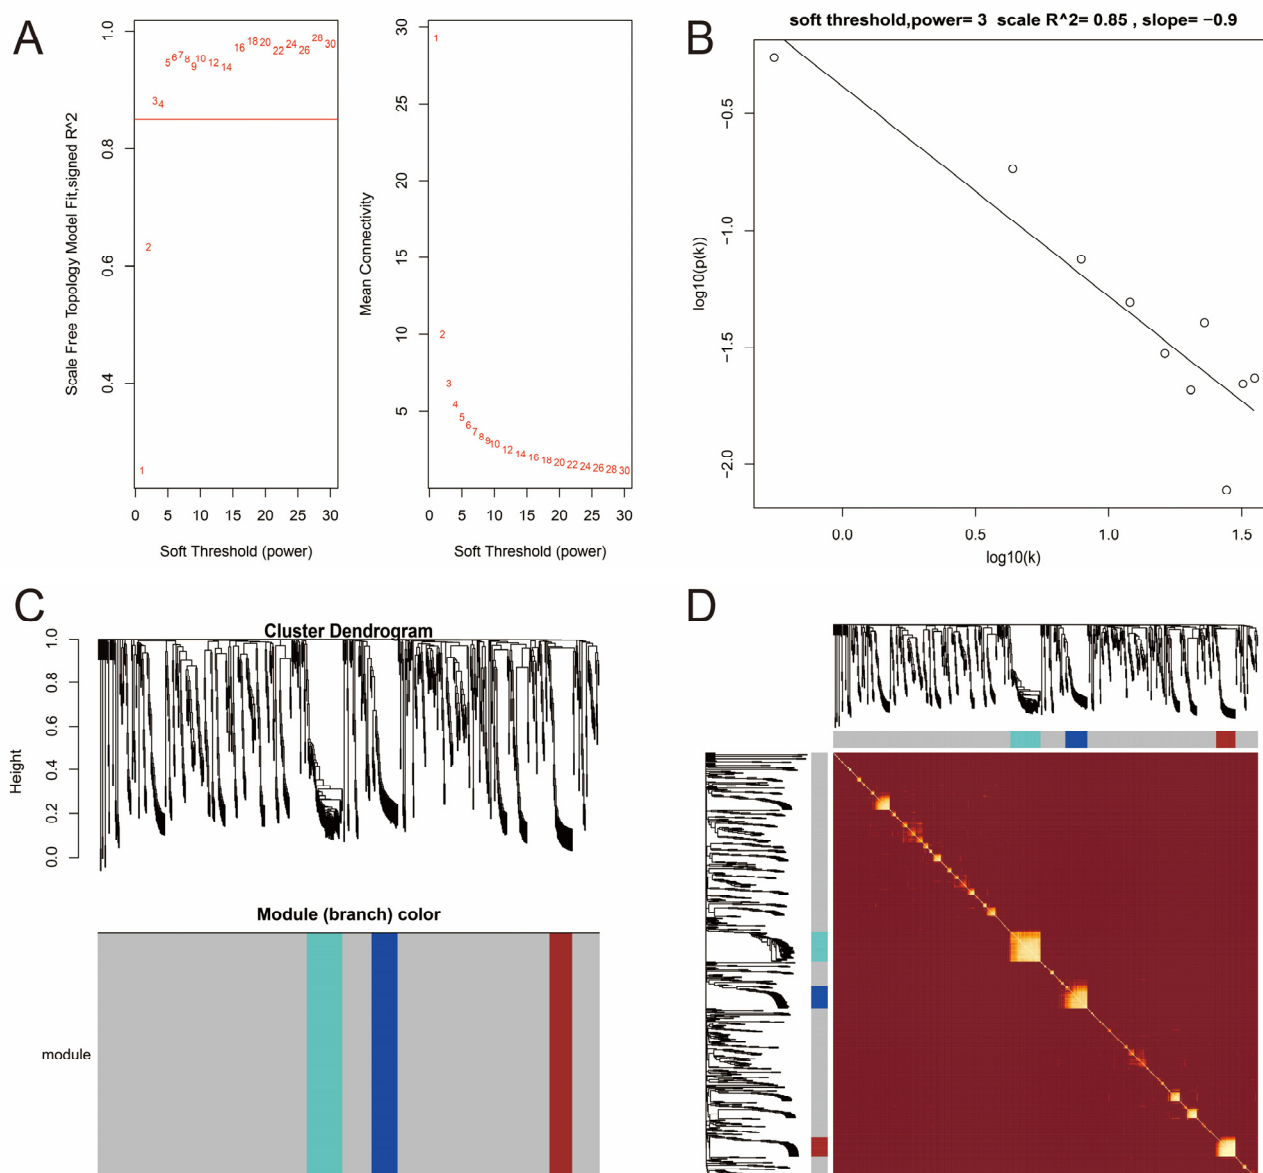 A
Scale Free Topology Model Fit,signed R^2
1.0
0.8
0.6
0.4
1
2
3 4
5 6 7 8 9 10 12 14 16 18 20 22 24 26 28 30
0 5 10 15 20 25 30
Soft Threshold (power)
Mean Connectivity
30
25
20
15
10
5
1
2
3
4
5
6
7
8 9 10 12 14 16 18 20 22 24 26 28 30
0 5 10 15 20 25 30
Soft Threshold (power)
B
soft threshold,power= 3 scale R^2= 0.85 , slope= −0.9
log10(p(k))
−0.5
−1.0
−1.5
−2.0
0.0 0.5 1.0 1.5
log10(k)
C
Cluster Dendrogram
Height
1.0
0.8
0.6
0.4
0.2
0.0
Module (branch) color
module
D